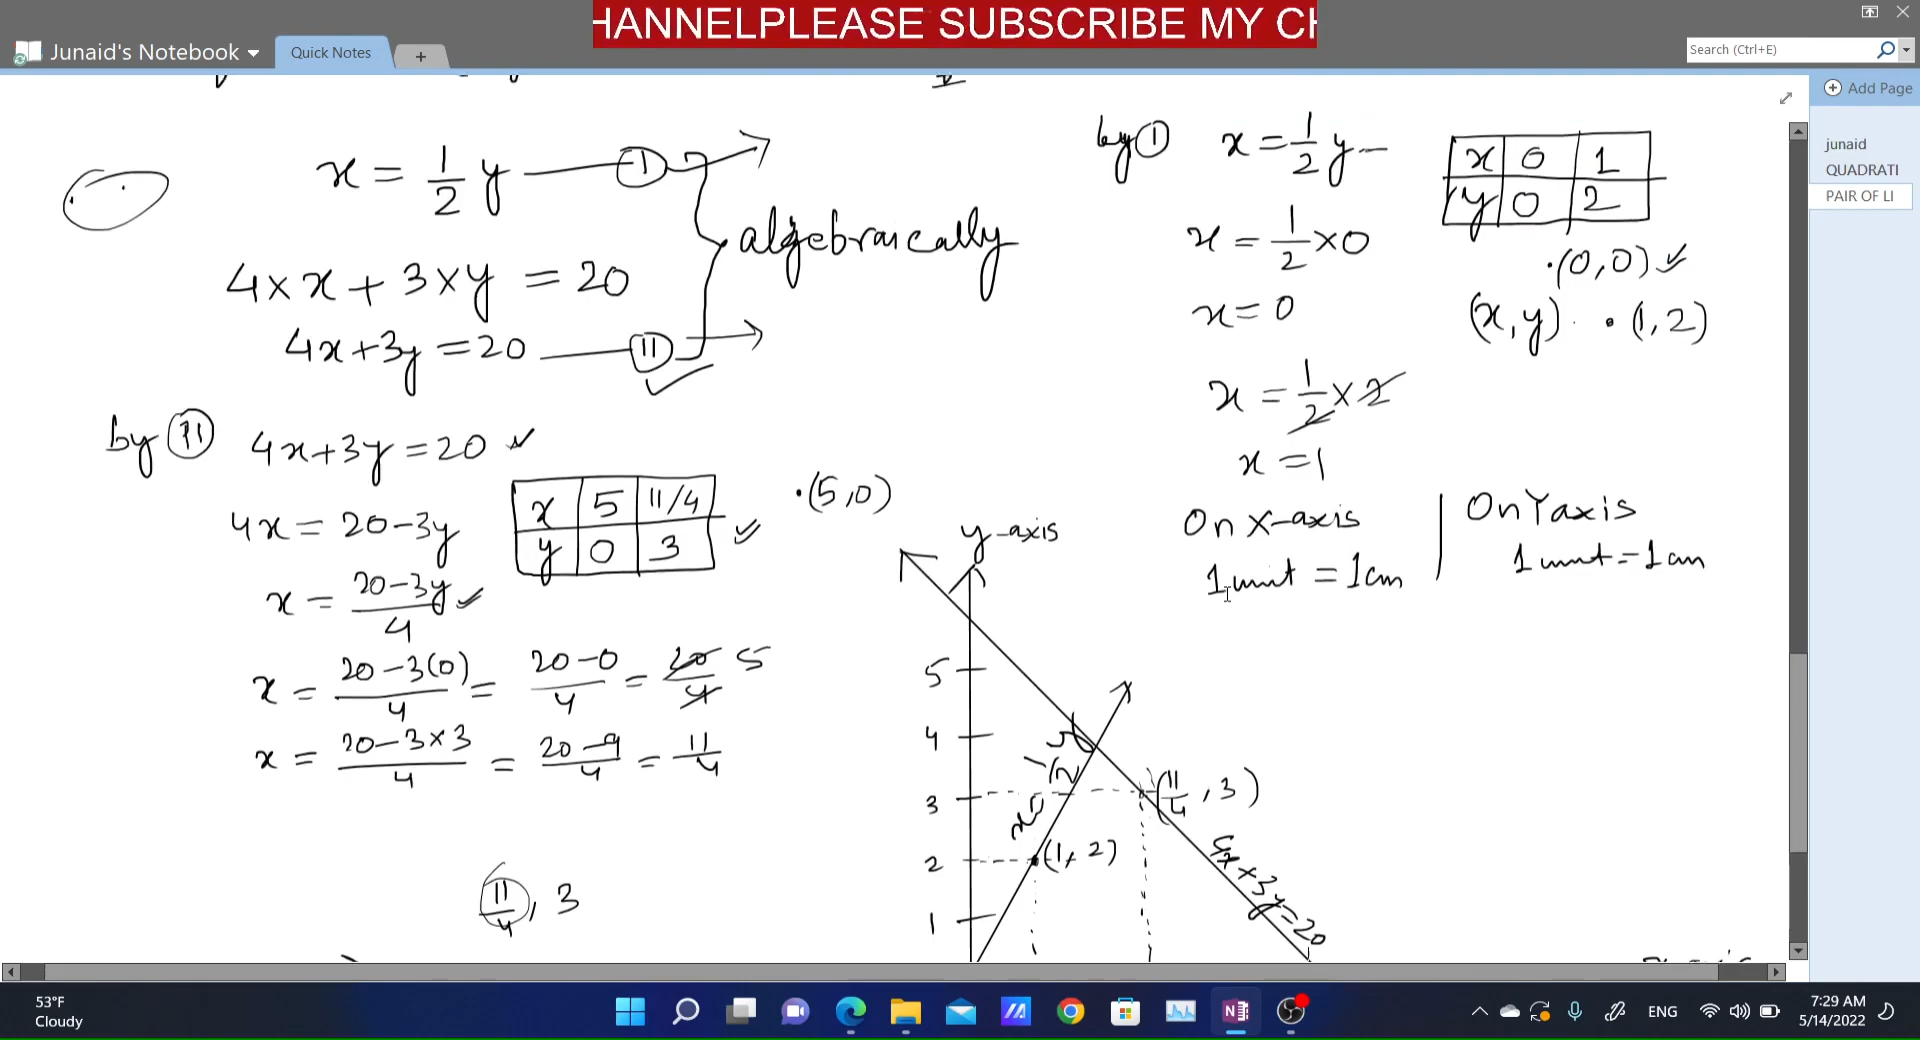 HANNELPLEASE SUBSCRIBE MY CH
Junaid's Notebook
Quick Notes
Search (Ctrl+E)
Add Page
junaid
QUADRATI
PAIR OF LI
x = 1/2 y — I
4×x + 3×y = 20
4x+3y = 20 — II
algebraically
by II 4x+3y = 20
4x = 20-3y
x = (20-3y)/4
x = (20-3(0))/4 = (20-0)/4 = 20/4 5
x = (20-3×3)/4 = (20-9)/4 = 11/4
x 5 11/4
y 0 3
(5,0)
11/4, 3
by I x = 1/2 y
x = 1/2 ×0
x = 0
x = 1/2 ×2
x = 1
x 0 1
y 0 2
(0,0)
(x,y) (1,2)
On X-axis
1 unit = 1cm
On Y axis
1 unit = 1cm
y-axis
5
4
3
2
1
x = 1/2 y
(11/4, 3)
(1, 2)
4x+3y=20
53°F
Cloudy
ENG
7:29 AM
5/14/2022